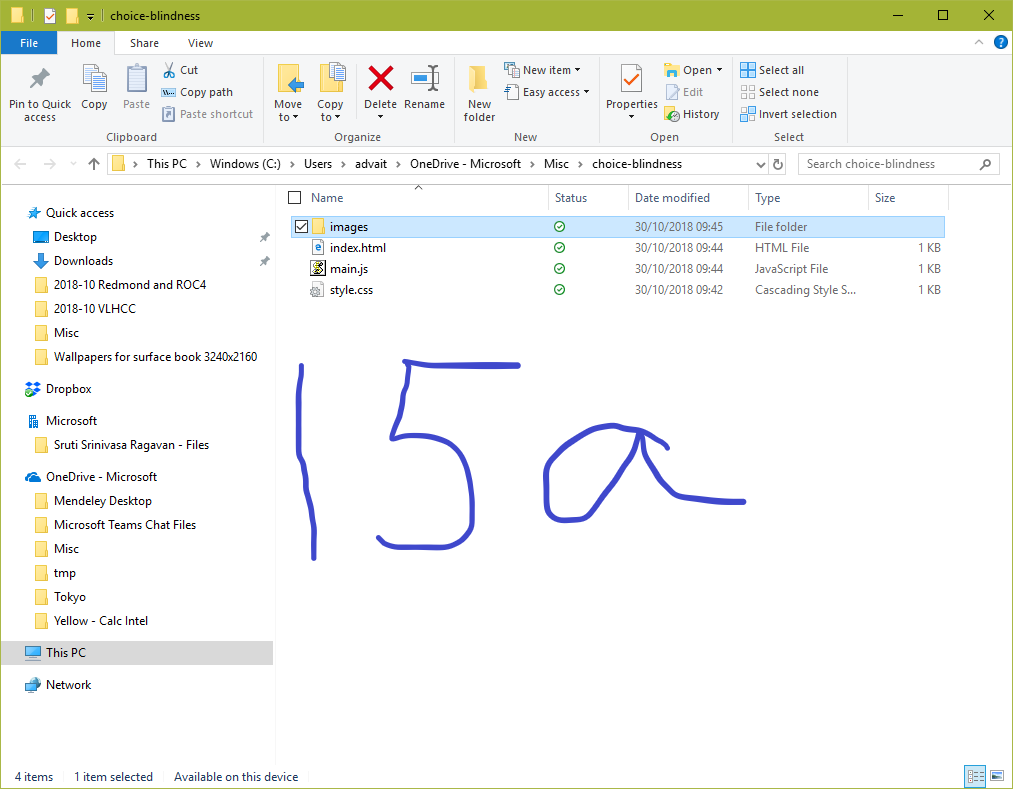 choice-blindness
File Home Share View
Pin to Quick access
Copy
Paste
Cut
Copy path
Paste shortcut
Clipboard
Move to
Copy to
Delete
Rename
Organize
New folder
New item
Easy access
New
Properties
Open
Edit
History
Open
Select all
Select none
Invert selection
Select
This PC > Windows (C:) > Users > advait > OneDrive - Microsoft > Misc > choice-blindness
Search choice-blindness
Quick access
Desktop
Downloads
2018-10 Redmond and ROC4
2018-10 VLHCC
Misc
Wallpapers for surface book 3240x2160
Dropbox
Microsoft
Sruti Srinivasa Ragavan - Files
OneDrive - Microsoft
Mendeley Desktop
Microsoft Teams Chat Files
Misc
tmp
Tokyo
Yellow - Calc Intel
This PC
Network
Name Status Date modified Type Size
images 30/10/2018 09:45 File folder
index.html 30/10/2018 09:44 HTML File 1 KB
main.js 30/10/2018 09:44 JavaScript File 1 KB
style.css 30/10/2018 09:42 Cascading Style S... 1 KB
15a
4 items 1 item selected Available on this device